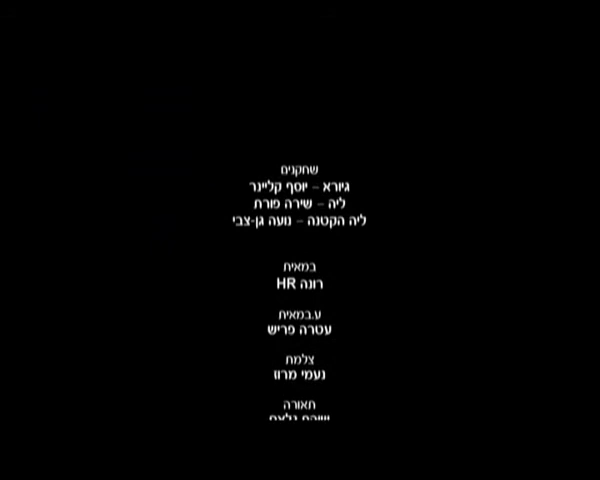 שחקנים
גיורא – יוסף קליינר
ליה – שירה פורת
ליה הקטנה – נועה גן-צבי
במאית
רונה HR
ע.במאית
עטרה פריש
צלמת
נעמי מרוז
תאורה